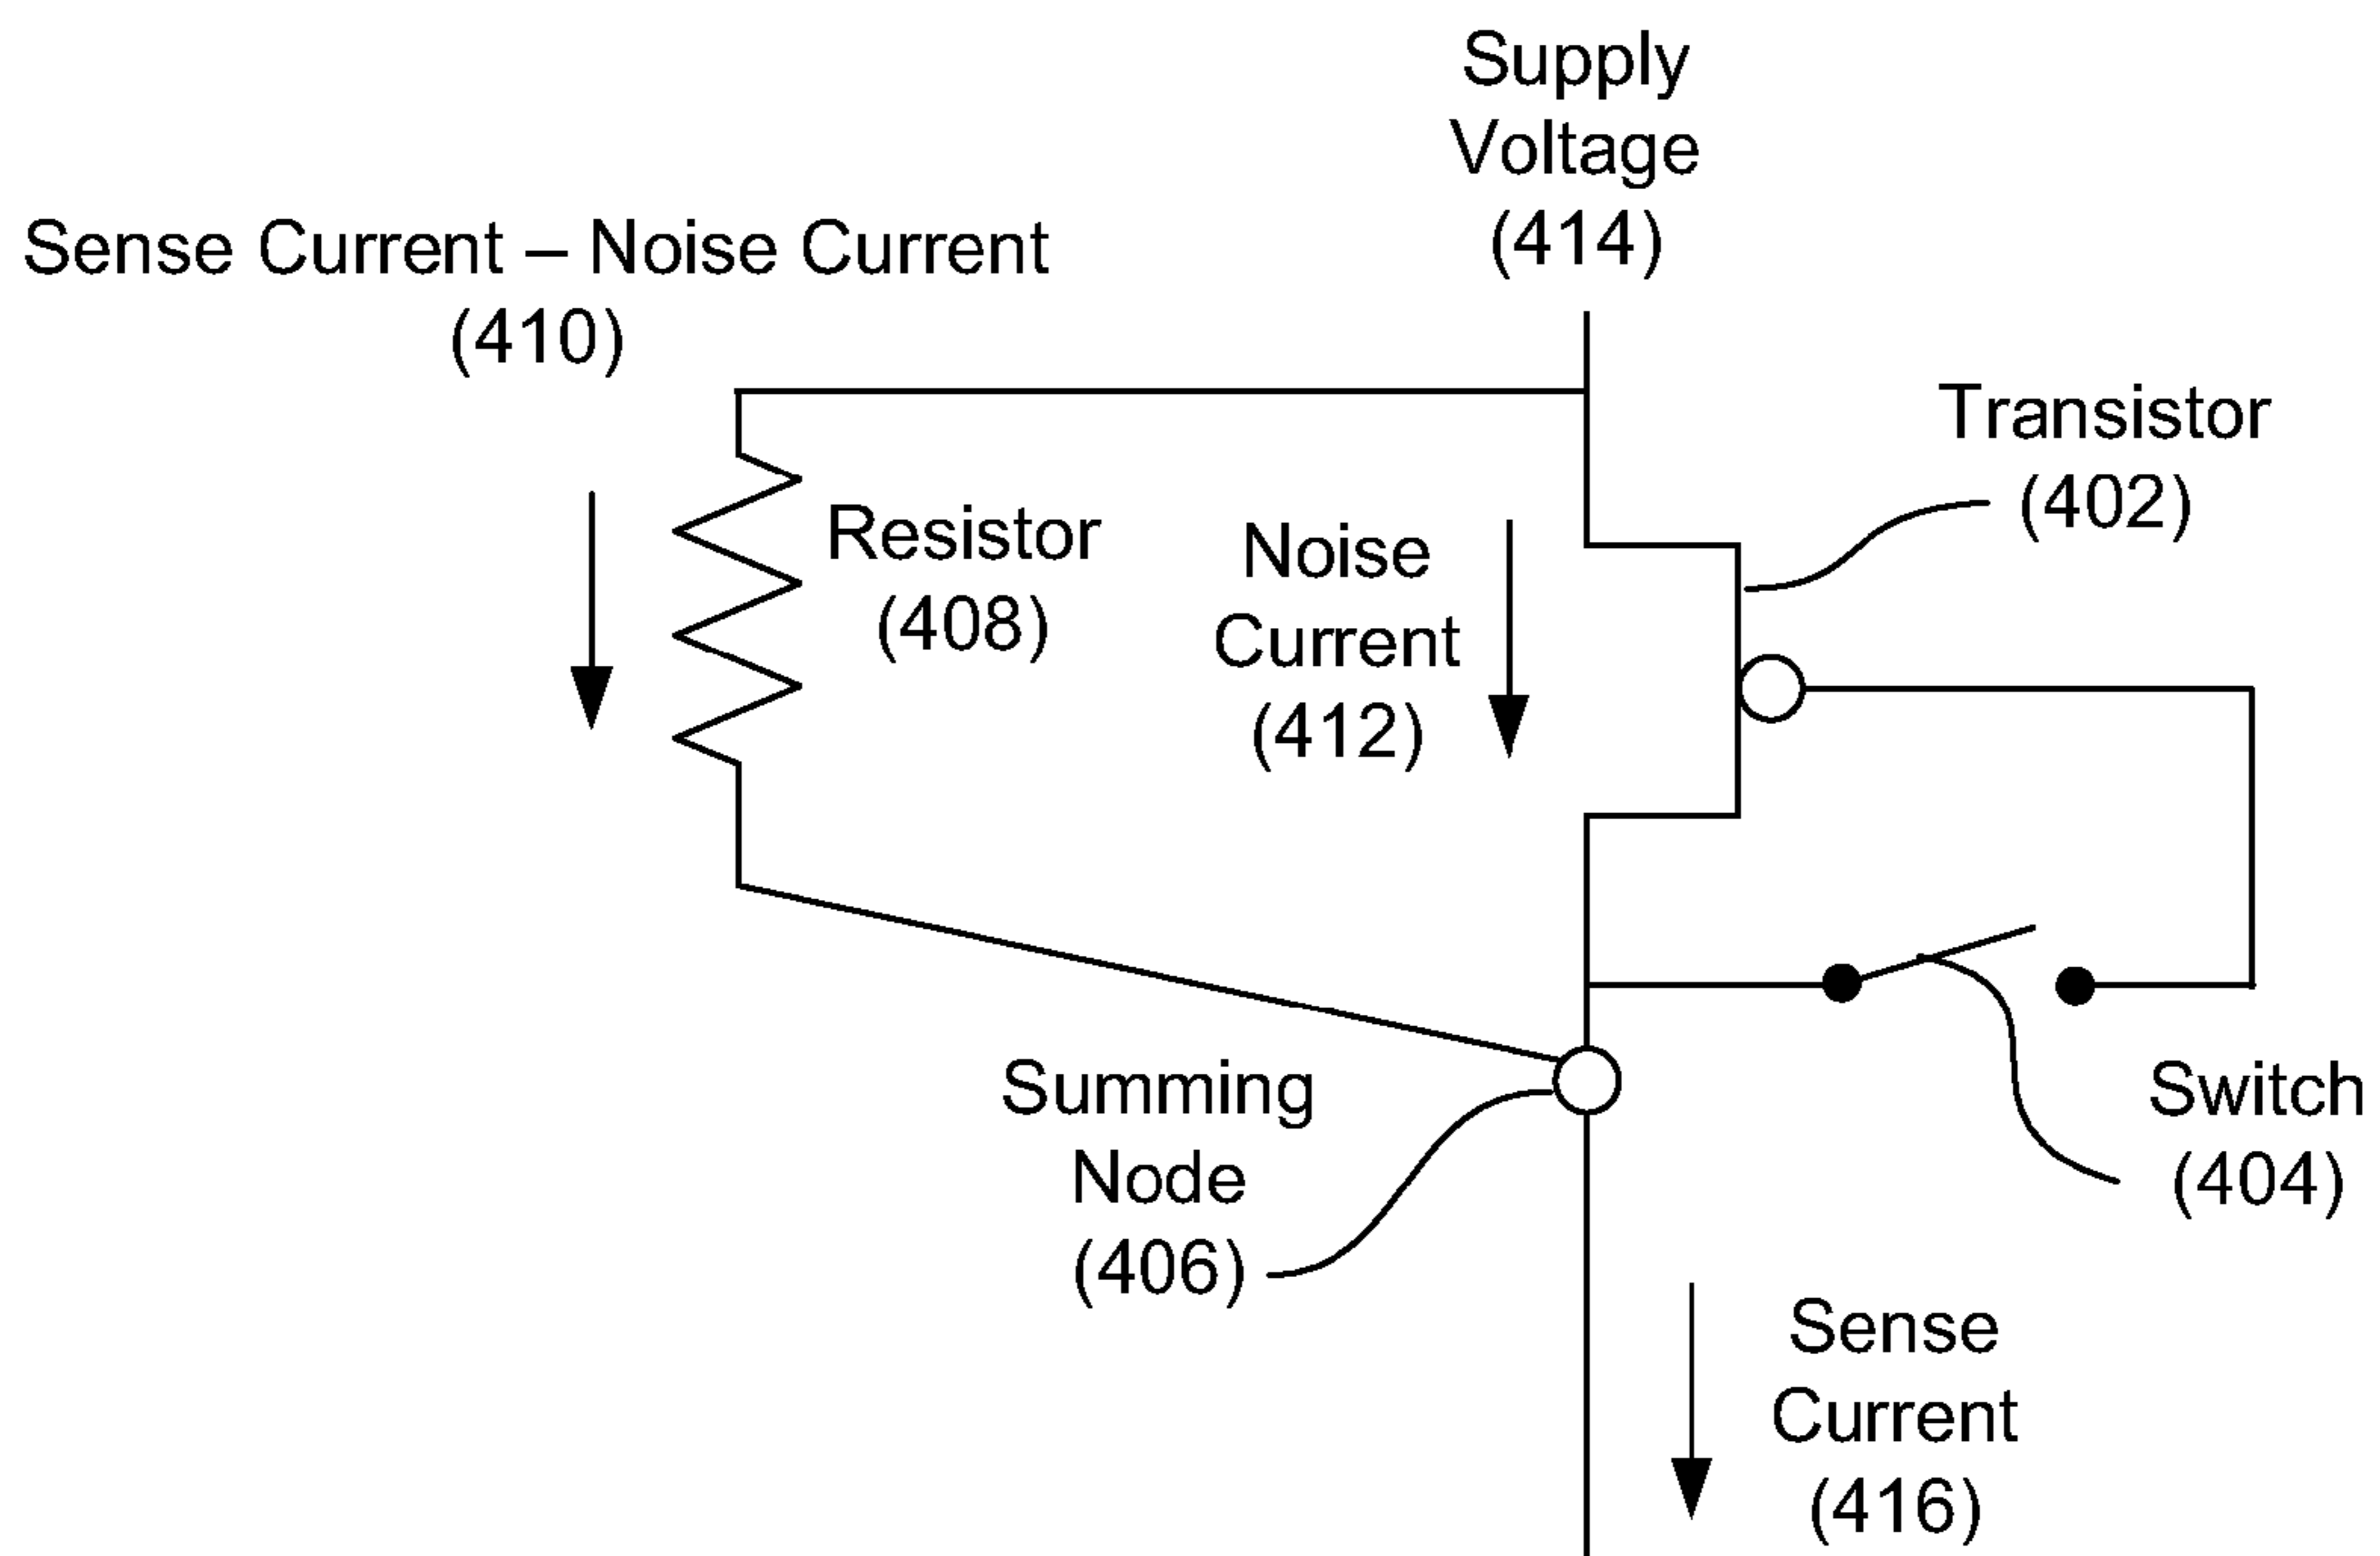 Supply
Voltage
(414)
Sense Current – Noise Current
(410)
Transistor
(402)
Resistor
(408)
Noise
Current
(412)
Summing
Node
(406)
Switch
(404)
Sense
Current
(416)